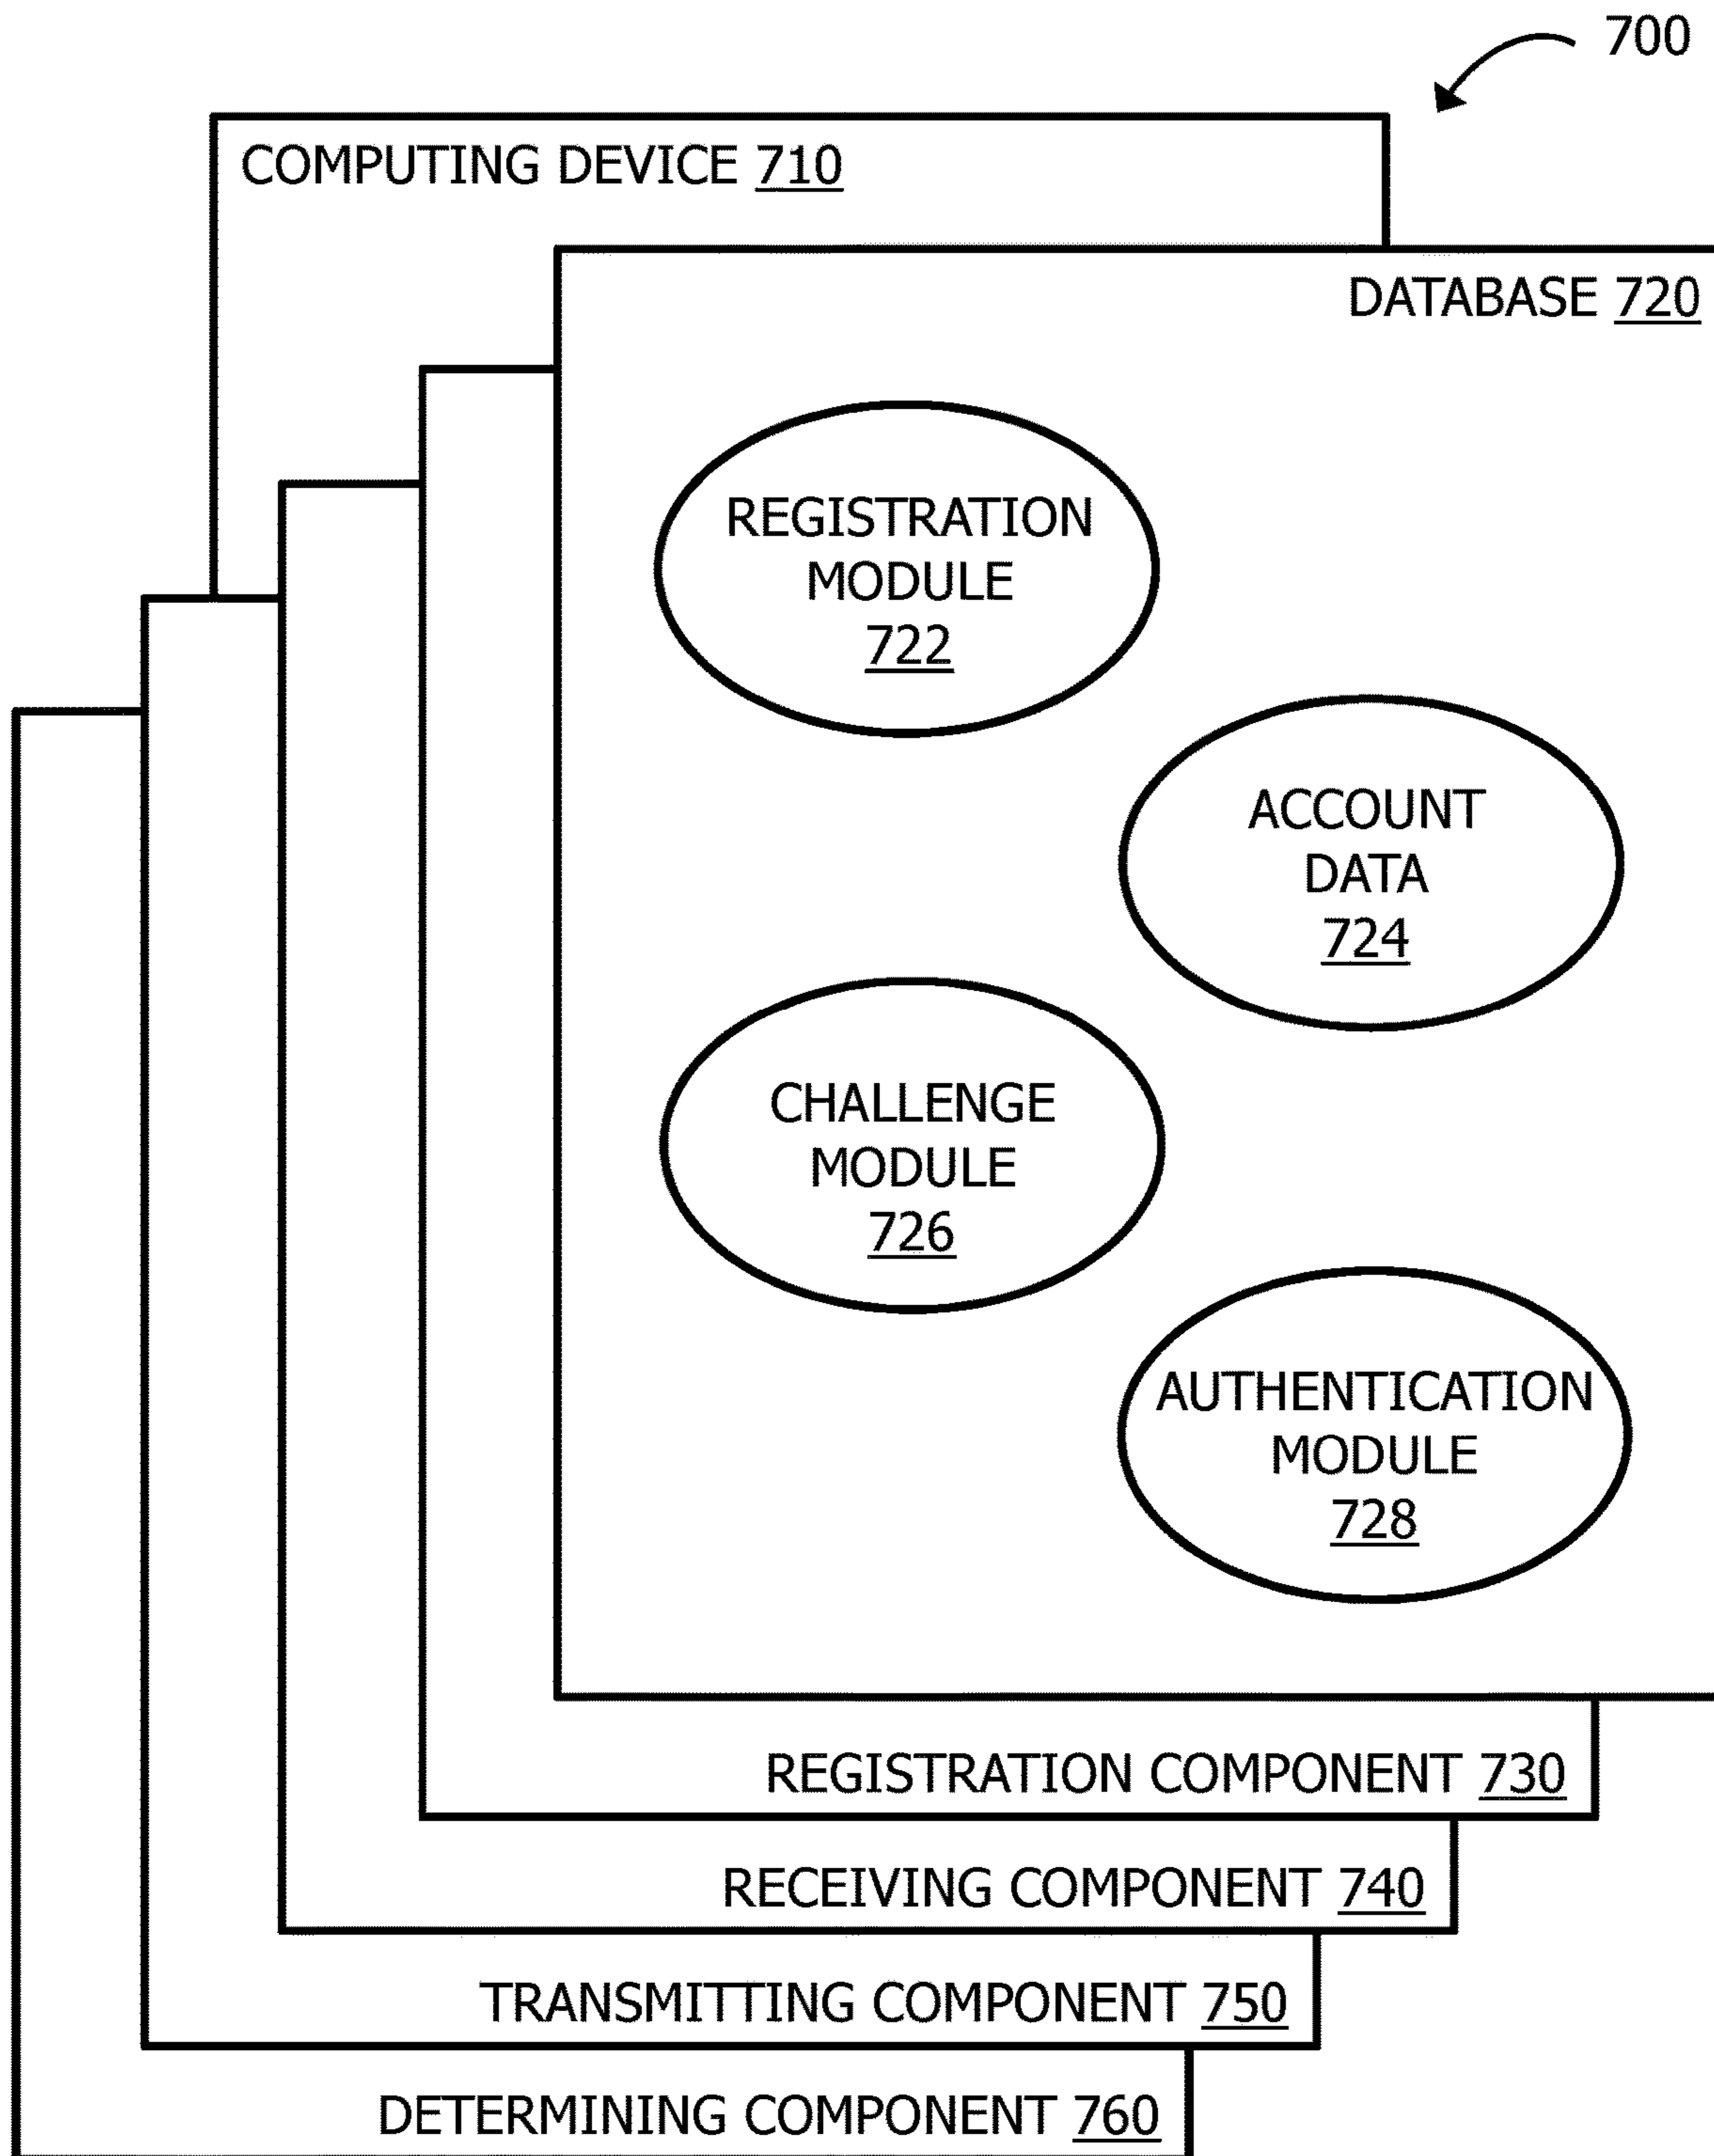 700
COMPUTING DEVICE 710
DATABASE 720
REGISTRATION
MODULE
722
ACCOUNT
DATA
724
CHALLENGE
MODULE
726
AUTHENTICATION
MODULE
728
REGISTRATION COMPONENT 730
RECEIVING COMPONENT 740
TRANSMITTING COMPONENT 750
DETERMINING COMPONENT 760